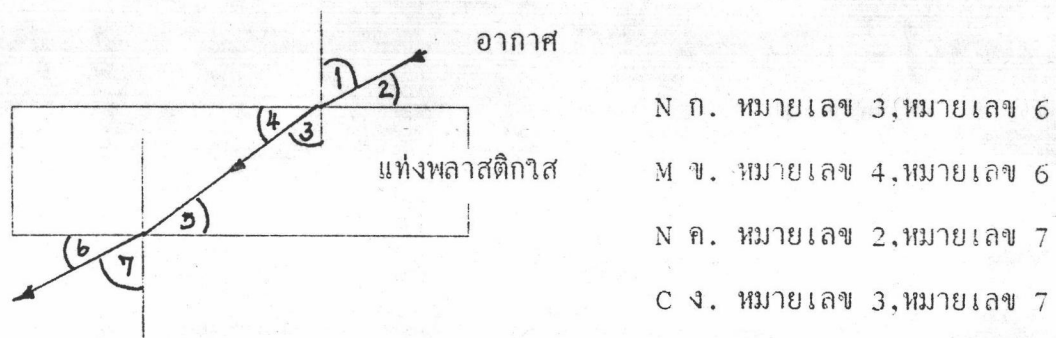 อากาศ
1
2
4
3
แท่งพลาสติกใส
5
6
7
N ก. หมายเลข 3,หมายเลข 6
M ข. หมายเลข 4,หมายเลข 6
N ค. หมายเลข 2,หมายเลข 7
C ง. หมายเลข 3,หมายเลข 7